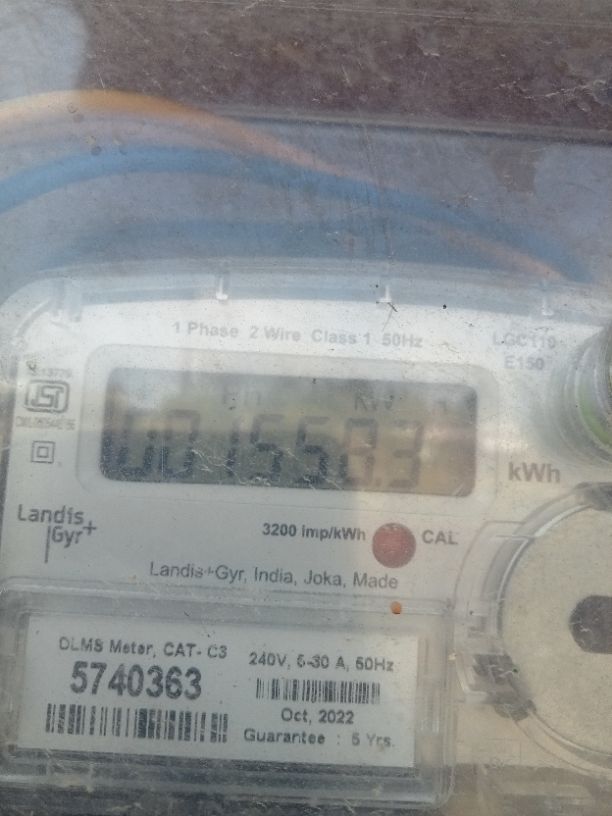 1 Phase 2 Wire Class 1 50Hz
LGC110
E150
kWh
Landis
Gyr+
3200 imp/kWh
CAL
Landis+Gyr, India, Joka, Made
DLMS Meter, CAT- C3
5740363
240V, 5-30 A, 50Hz
Oct, 2022
Guarantee : 5 Yrs.